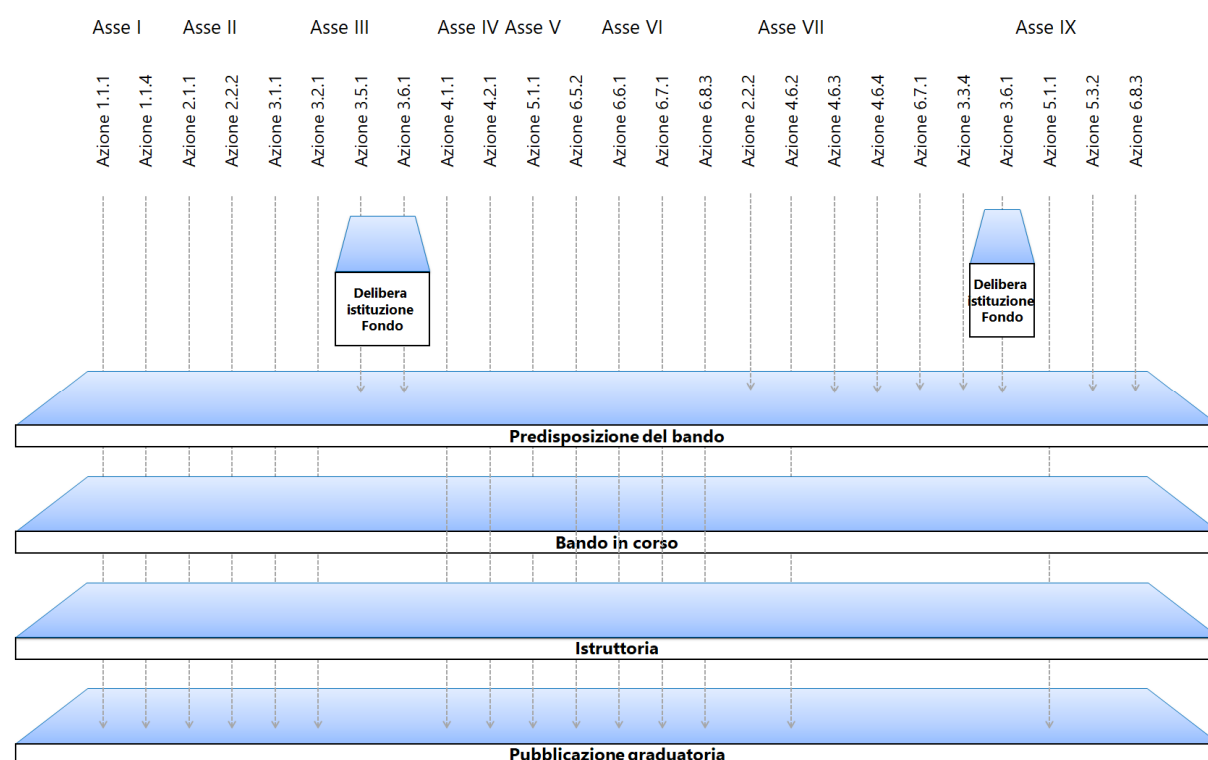 Asse I Asse II Asse III Asse IV Asse V Asse VI Asse VII Asse IX
Azione 1.1.1
Azione 1.1.4
Azione 2.1.1
Azione 2.2.2
Azione 3.1.1
Azione 3.2.1
Azione 3.5.1
Azione 3.6.1
Azione 4.1.1
Azione 4.2.1
Azione 5.1.1
Azione 6.5.2
Azione 6.6.1
Azione 6.7.1
Azione 6.8.3
Azione 2.2.2
Azione 4.6.2
Azione 4.6.3
Azione 4.6.4
Azione 6.7.1
Azione 3.3.4
Azione 3.6.1
Azione 5.1.1
Azione 5.3.2
Azione 6.8.3
Delibera
istituzione
Fondo
Delibera
istituzione
Fondo
Predisposizione del bando
Bando in corso
Istruttoria
Pubblicazione graduatoria